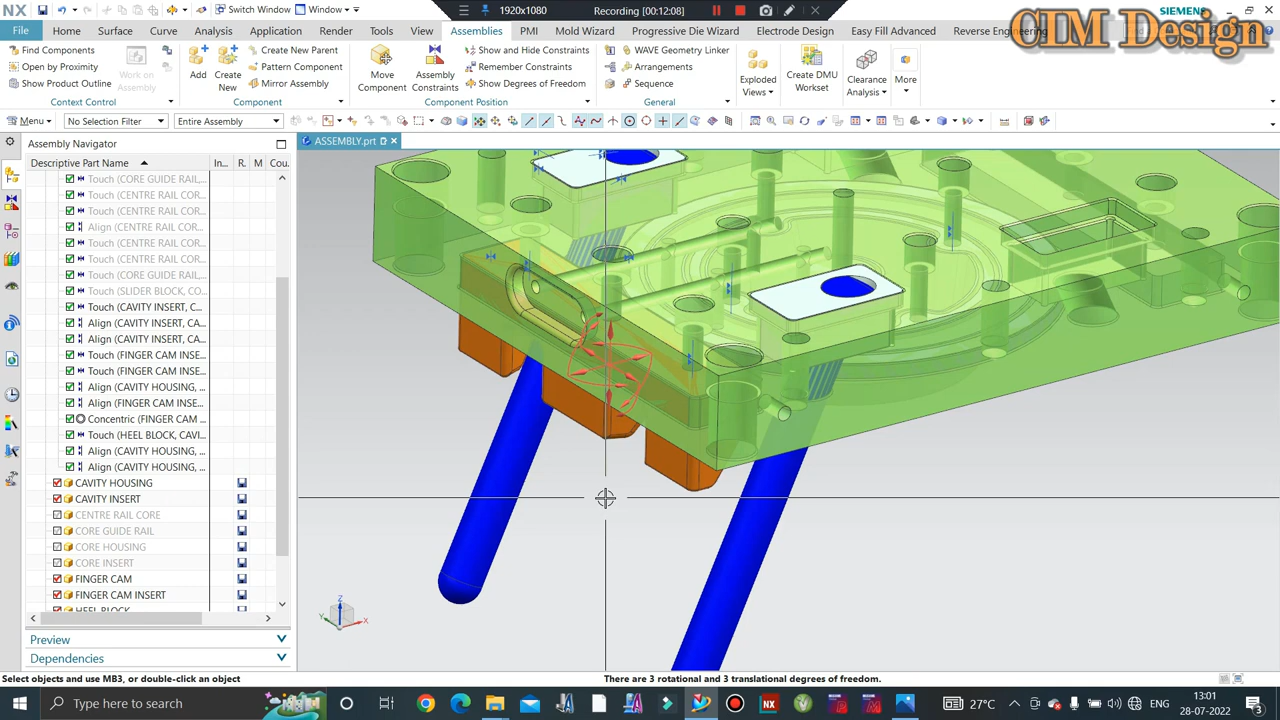 NX
Switch Window
Window
1920x1080
Recording [00:12:08]
SIEMENS
CIM Design
File
Home
Surface
Curve
Analysis
Application
Render
Tools
View
Assemblies
PMI
Mold Wizard
Progressive Die Wizard
Electrode Design
Easy Fill Advanced
Reverse Engineering
Find Components
Open by Proximity
Show Product Outline
Work on Assembly
Context Control
Add
Create New
Create New Parent
Pattern Component
Mirror Assembly
Component
Move Component
Assembly Constraints
Show and Hide Constraints
Remember Constraints
Show Degrees of Freedom
Component Position
WAVE Geometry Linker
Arrangements
Sequence
General
Exploded Views
Create DMU Workset
Clearance Analysis
More
Menu
No Selection Filter
Entire Assembly
Assembly Navigator
ASSEMBLY.prt
Descriptive Part Name
In...
R.
M
Cou.
Touch (CORE GUIDE RAIL,...
Touch (CENTRE RAIL COR...
Touch (CENTRE RAIL COR...
Align (CENTRE RAIL COR...
Touch (CENTRE RAIL COR...
Touch (CENTRE RAIL COR...
Touch (CORE GUIDE RAIL,...
Touch (SLIDER BLOCK, CO...
Touch (CAVITY INSERT, C...
Align (CAVITY INSERT, CA...
Align (CAVITY INSERT, CA...
Touch (FINGER CAM INSE...
Touch (FINGER CAM INSE...
Align (CAVITY HOUSING, ...
Align (FINGER CAM INSE...
Concentric (FINGER CAM ...
Touch (HEEL BLOCK, CAVI...
Align (CAVITY HOUSING, ...
Align (CAVITY HOUSING, ...
CAVITY HOUSING
CAVITY INSERT
CENTRE RAIL CORE
CORE GUIDE RAIL
CORE HOUSING
CORE INSERT
FINGER CAM
FINGER CAM INSERT
HEEL BLOCK
Preview
Dependencies
Z
Y
X
Select objects and use MB3, or double-click an object
There are 3 rotational and 3 translational degrees of freedom.
Type here to search
NX
27°C
ENG
13:01
28-07-2022
3